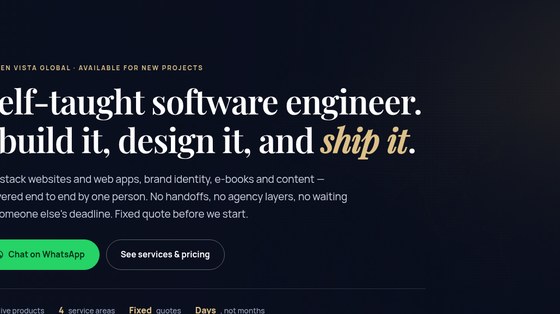 EN VISTA GLOBAL · AVAILABLE FOR NEW PROJECTS
elf-taught software engineer.
build it, design it, and ship it.
stack websites and web apps, brand identity, e-books and content —
vered end to end by one person. No handoffs, no agency layers, no waiting
omeone else's deadline. Fixed quote before we start.
Chat on WhatsApp
See services & pricing
ive products 4 service areas Fixed quotes Days , not months